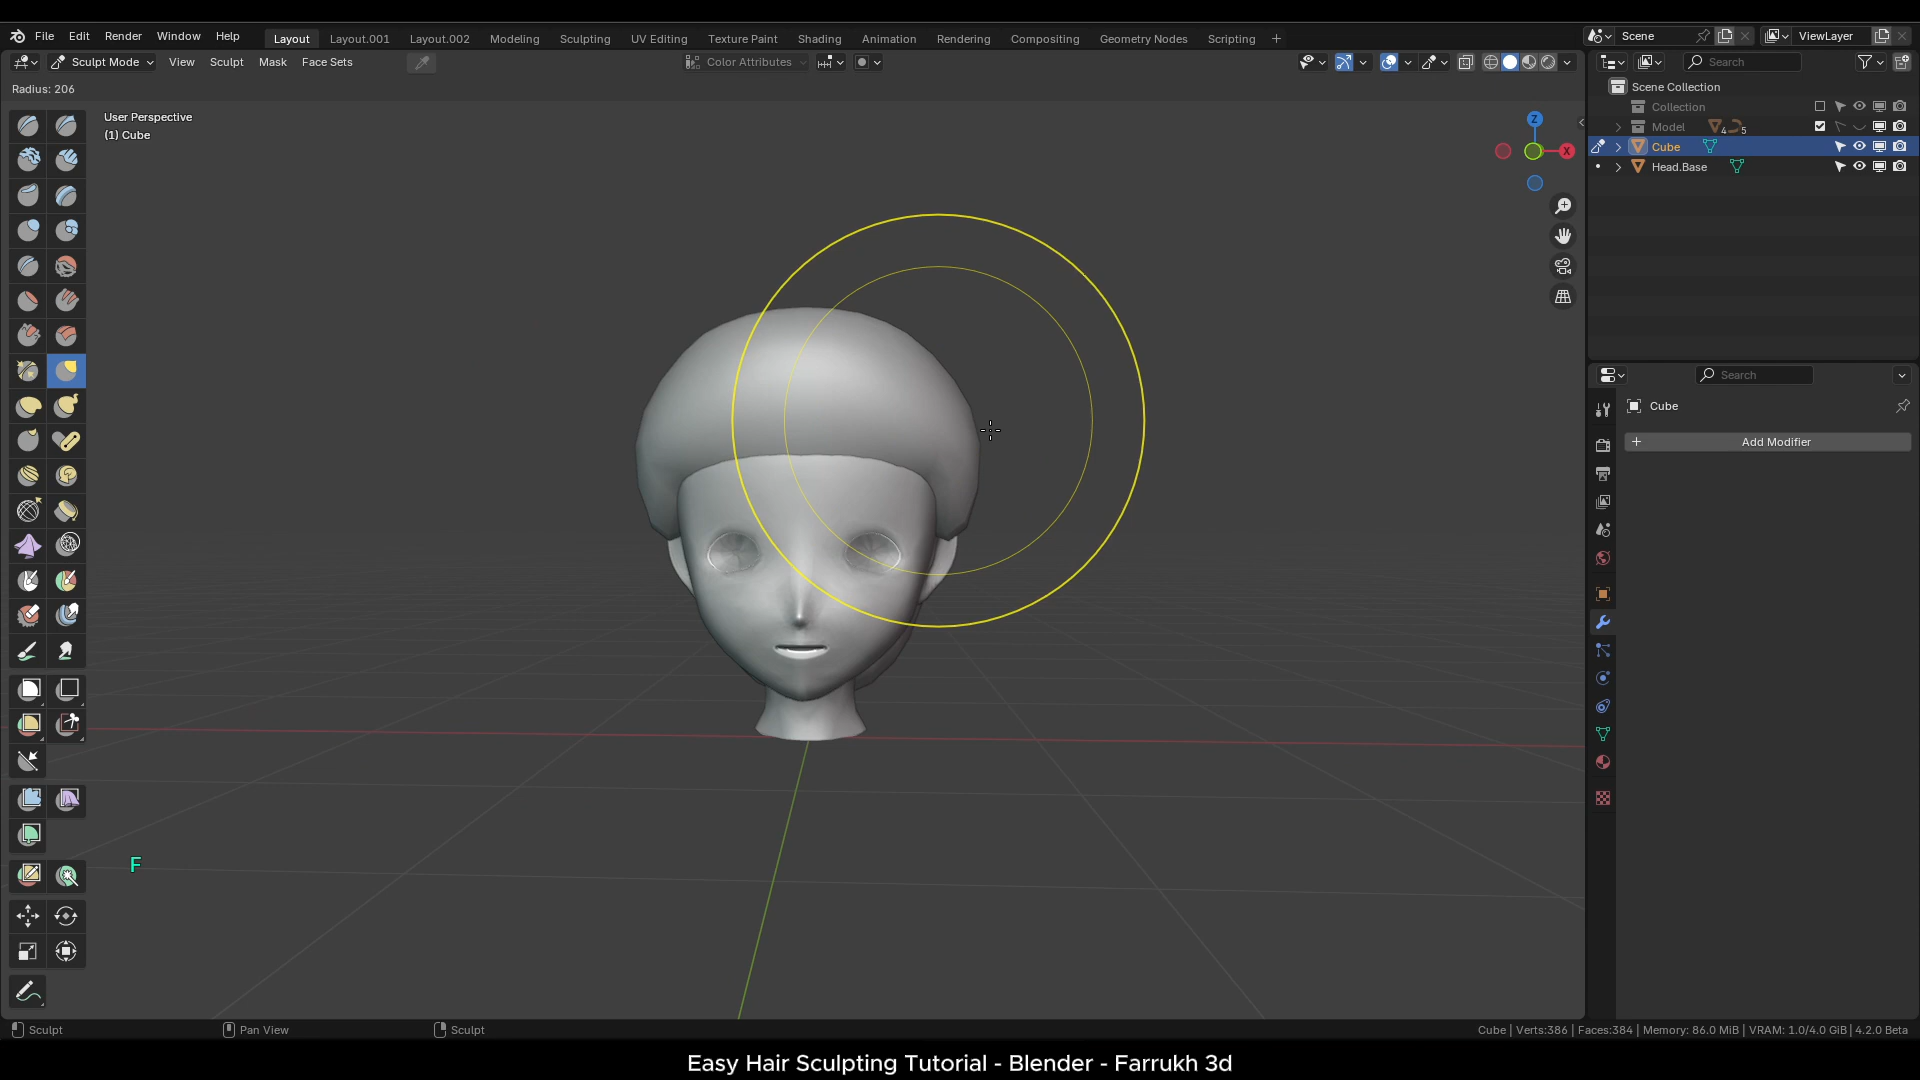 File Edit Render Window Help Layout Layout.001 Layout.002 Modeling Sculpting UV Editing Texture Paint Shading Animation Rendering Compositing Geometry Nodes Scripting + Scene ViewLayer
Sculpt Mode View Sculpt Mask Face Sets Color Attributes Search
Radius: 206
Scene Collection
Collection
User Perspective
(1) Cube
Model 4 5
Cube
Head.Base
Z
X
Search
Cube
+ Add Modifier
F
Sculpt Pan View Sculpt Cube | Verts:386 | Faces:384 | Memory: 86.0 MiB | VRAM: 1.0/4.0 GiB | 4.2.0 Beta
Easy Hair Sculpting Tutorial - Blender - Farrukh 3d